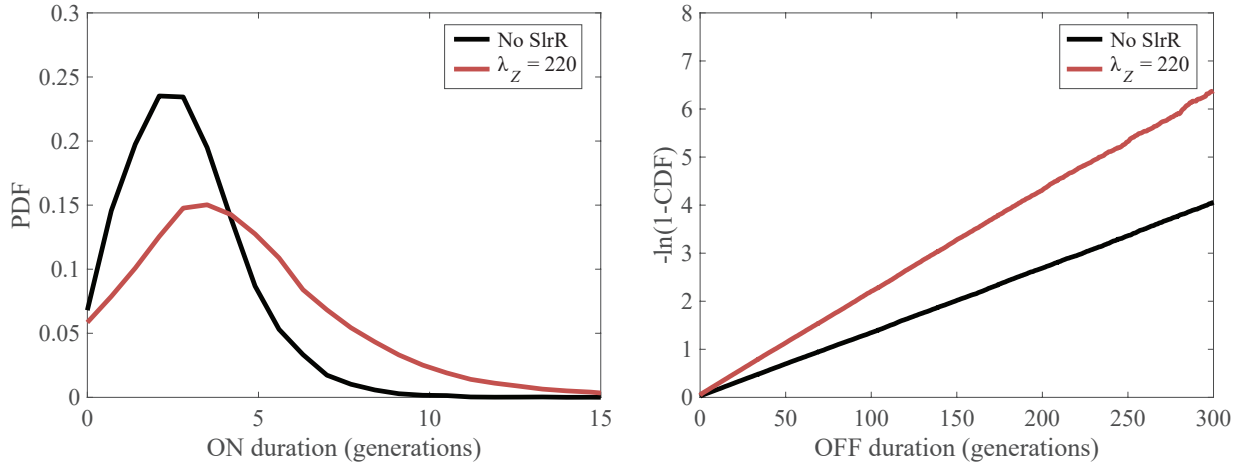 0.3
0.25
0.2
0.15
0.1
0.05
0
PDF
0 5 10 15
ON duration (generations)
No SlrR
λ_Z = 220
8
7
6
5
4
3
2
1
0
-ln(1-CDF)
0 50 100 150 200 250 300
OFF duration (generations)
No SlrR
λ_Z = 220